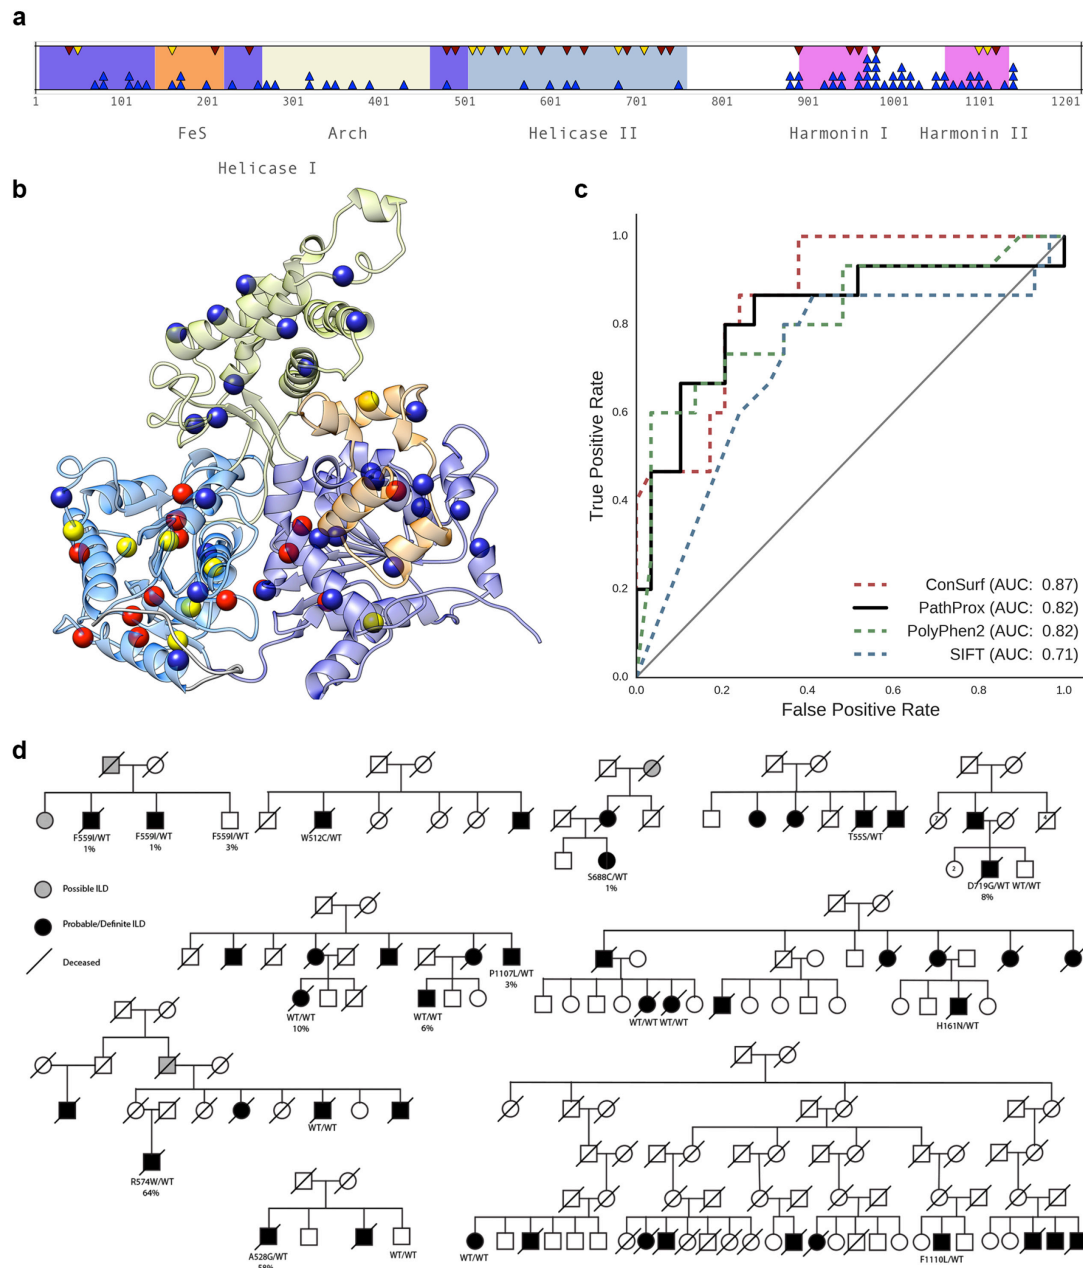 a
1 101 201 301 401 501 601 701 801 901 1001 1101 1201
FeS Arch Helicase II Harmonin I Harmonin II
Helicase I
b
c
1.0
0.8
0.6
0.4
0.2
0.0
True Positive Rate
ConSurf (AUC: 0.87)
PathProx (AUC: 0.82)
PolyPhen2 (AUC: 0.82)
SIFT (AUC: 0.71)
0.0 0.2 0.4 0.6 0.8 1.0
False Positive Rate
d
F559I/WT F559I/WT F559I/WT
1% 1% 3%
W512C/WT
S688C/WT
1%
T55S/WT
2 4
2
D719G/WT WT/WT
8%
Possible ILD
Probable/Definite ILD
Deceased
P1107L/WT
3%
WT/WT WT/WT
10% 6%
WT/WT WT/WT
H161N/WT
WT/WT
R574W/WT
64%
A528G/WT WT/WT
58%
WT/WT
F1110L/WT